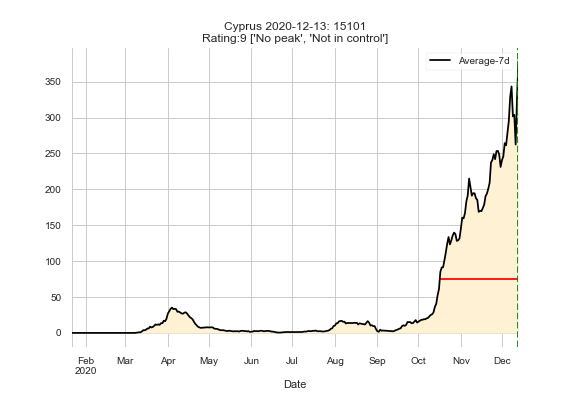 Cyprus 2020-12-13: 15101
Rating:9 ['No peak', 'Not in control']
Average-7d
350
300
250
200
150
100
50
0
Feb Mar Apr May Jun Jul Aug Sep Oct Nov Dec
2020
Date